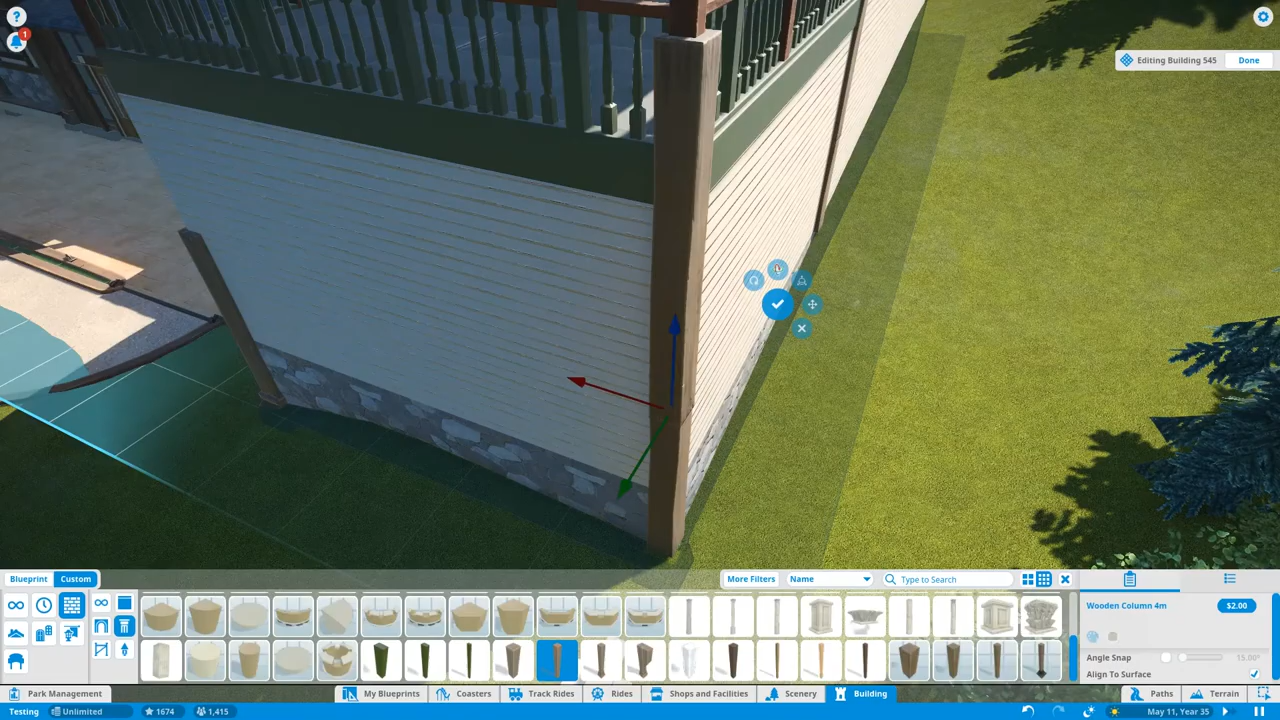 ?
1
Editing Building 545
Done
Blueprint
Custom
More Filters
Name
Type to Search
Wooden Column 4m
$2.00
Angle Snap
15.00°
Align To Surface
Park Management
My Blueprints
Coasters
Track Rides
Rides
Shops and Facilities
Scenery
Building
Paths
Terrain
Testing
Unlimited
1674
1,415
May 11, Year 35